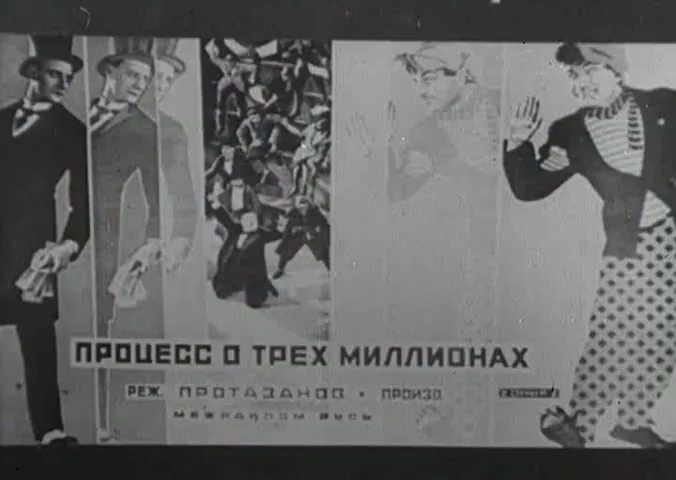 ПРОЦЕСС О ТРЕХ МИЛЛИОНАХ
РЕЖ. ПРОТАЗАНОВ • ПРОИЗВ.
МЕЖРАБПОМ РУСЬ